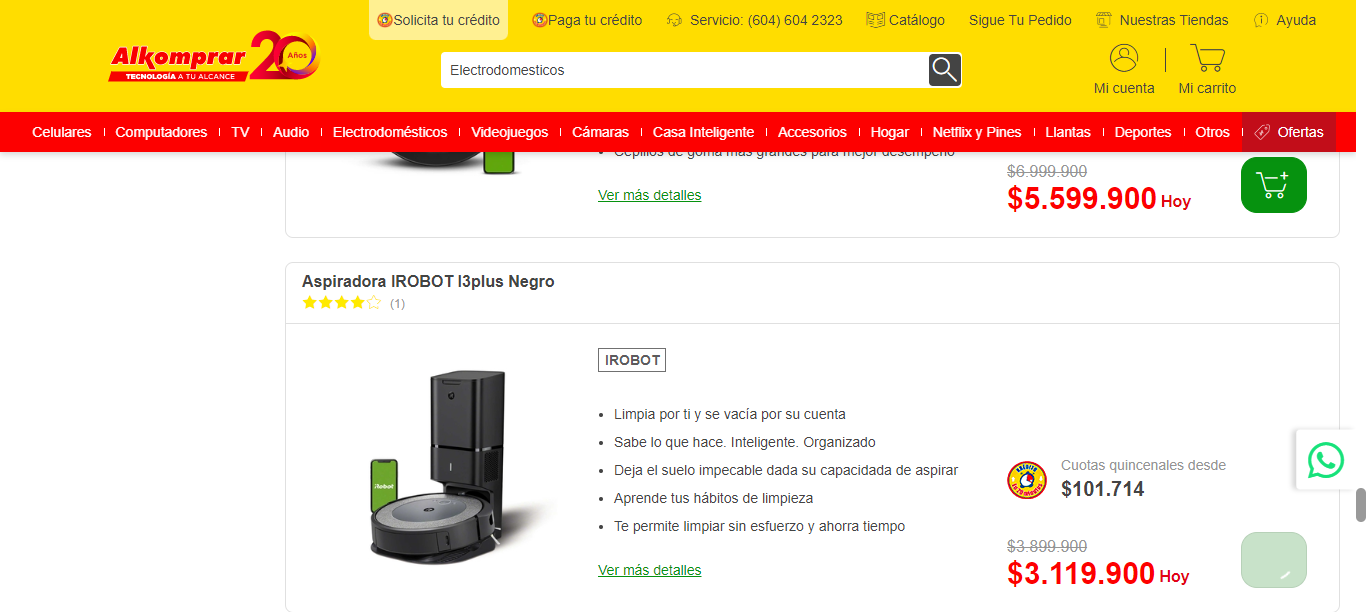 Solicita tu crédito
Paga tu crédito
Servicio: (604) 604 2323
Catálogo
Sigue Tu Pedido
Nuestras Tiendas
Ayuda
Alkomprar 20 Años
TECNOLOGÍA A TU ALCANCE
Electrodomesticos
Mi cuenta
Mi carrito
Celulares
Computadores
TV
Audio
Electrodomésticos
Videojuegos
Cámaras
Casa Inteligente
Accesorios
Hogar
Netflix y Pines
Llantas
Deportes
Otros
Ofertas
Cepillos de goma más grandes para mejor desempeño
Ver más detalles
$6.999.900
$5.599.900 Hoy
Aspiradora IROBOT I3plus Negro
(1)
IROBOT
Limpia por ti y se vacía por su cuenta
Sabe lo que hace. Inteligente. Organizado
Deja el suelo impecable dada su capacidada de aspirar
Aprende tus hábitos de limpieza
Te permite limpiar sin esfuerzo y ahorra tiempo
Ver más detalles
iRobot
Cuotas quincenales desde
$101.714
$3.899.900
$3.119.900 Hoy